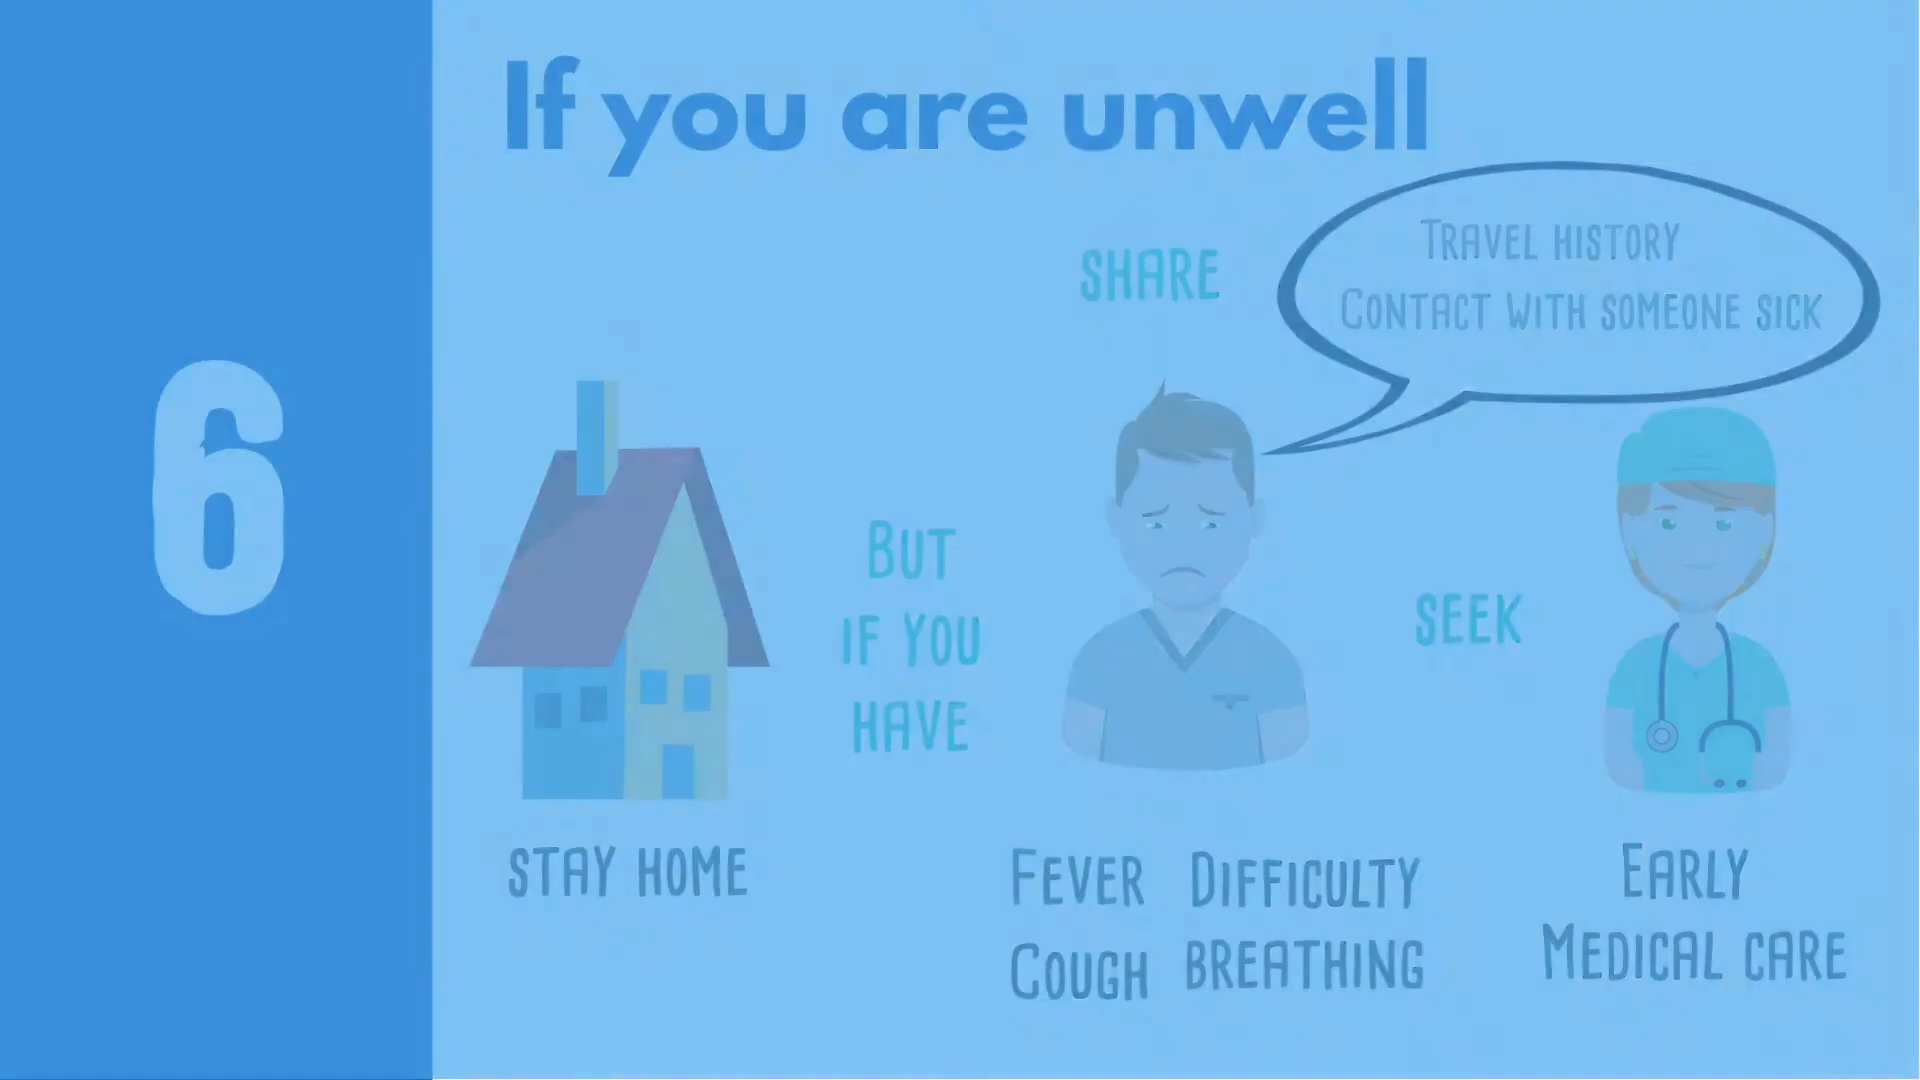 6
If you are unwell
SHARE
TRAVEL HISTORY
CONTACT WITH SOMEONE SICK
BUT
IF YOU
HAVE
SEEK
STAY HOME
FEVER
COUGH
DIFFICULTY
BREATHING
EARLY
MEDICAL CARE